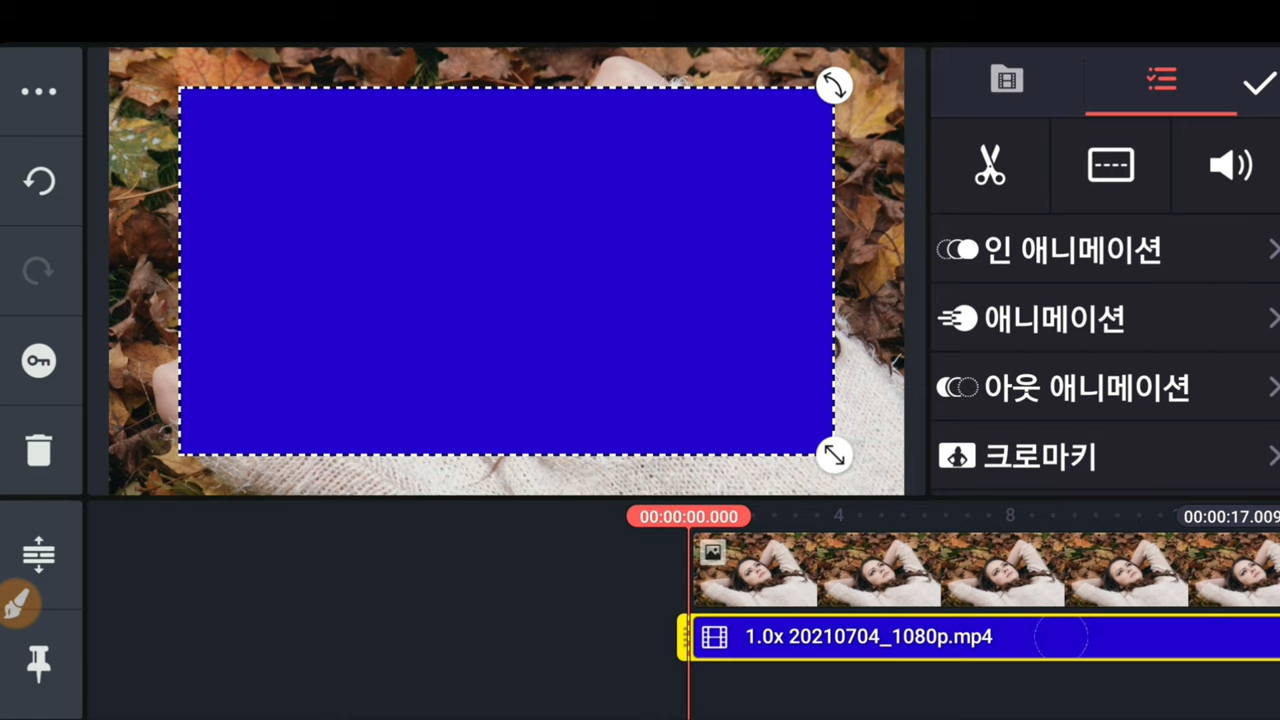 인 애니메이션
애니메이션
아웃 애니메이션
크로마키
00:00:00.000
4
8
00:00:17.009
1.0x 20210704_1080p.mp4